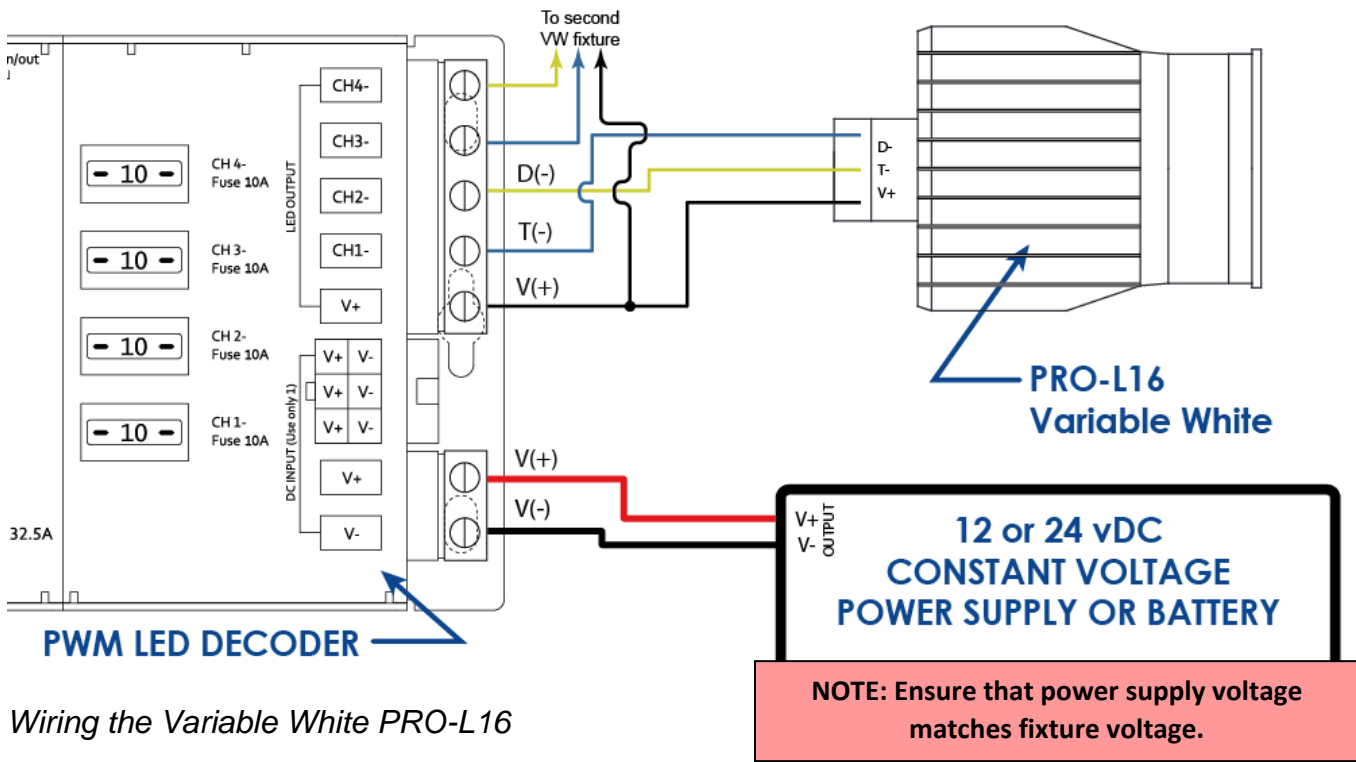 To second
VW fixture
n/out
CH4-
CH3-
CH2-
CH1-
V+
LED OUTPUT
- 10 -
CH 4-
Fuse 10A
- 10 -
CH 3-
Fuse 10A
- 10 -
CH 2-
Fuse 10A
- 10 -
CH 1-
Fuse 10A
V+ V-
V+ V-
V+ V-
V+
V-
DC INPUT (Use only 1)
32.5A
D(-)
T(-)
V(+)
V(+)
V(-)
D-
T-
V+
PRO-L16
Variable White
V+
V-
OUTPUT
12 or 24 vDC
CONSTANT VOLTAGE
POWER SUPPLY OR BATTERY
PWM LED DECODER
NOTE: Ensure that power supply voltage
matches fixture voltage.
Wiring the Variable White PRO-L16